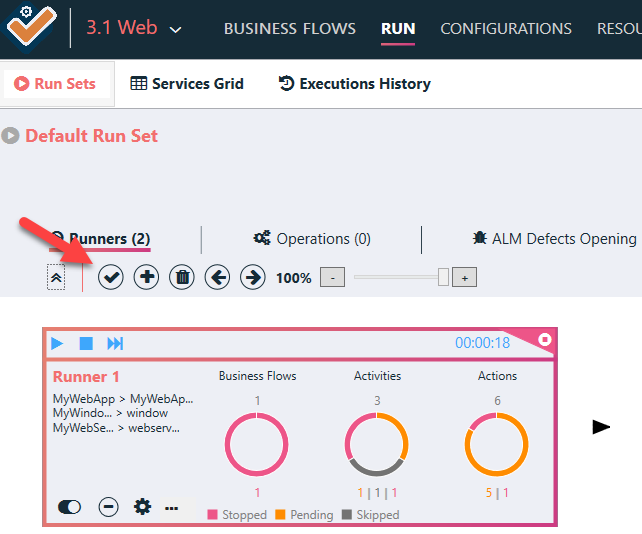 3.1 Web BUSINESS FLOWS RUN CONFIGURATIONS RESOU
Run Sets Services Grid Executions History
Default Run Set
Runners (2) Operations (0) ALM Defects Opening
100% - +
00:00:18
Runner 1 Business Flows Activities Actions
MyWebApp > MyWebAp... 1 3 6
MyWindo... > window
MyWebSe... > webserv...
1 1 | 1 | 1 5 | 1
... Stopped Pending Skipped